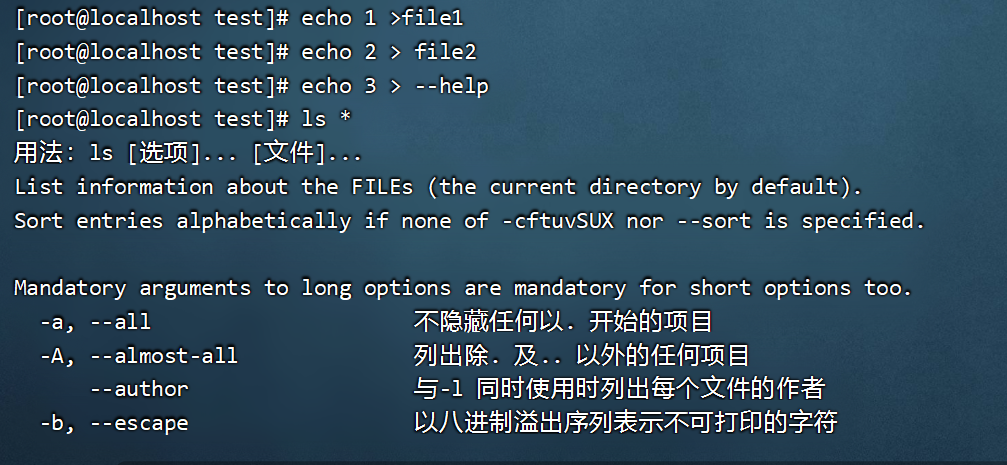 [root@localhost test]# echo 1 >file1
[root@localhost test]# echo 2 > file2
[root@localhost test]# echo 3 > --help
[root@localhost test]# ls *
用法：ls [选项]... [文件]...
List information about the FILEs (the current directory by default).
Sort entries alphabetically if none of -cftuvSUX nor --sort is specified.
Mandatory arguments to long options are mandatory for short options too.
-a, --all 不隐藏任何以. 开始的项目
-A, --almost-all 列出除. 及.. 以外的任何项目
--author 与-l 同时使用时列出每个文件的作者
-b, --escape 以八进制溢出序列表示不可打印的字符